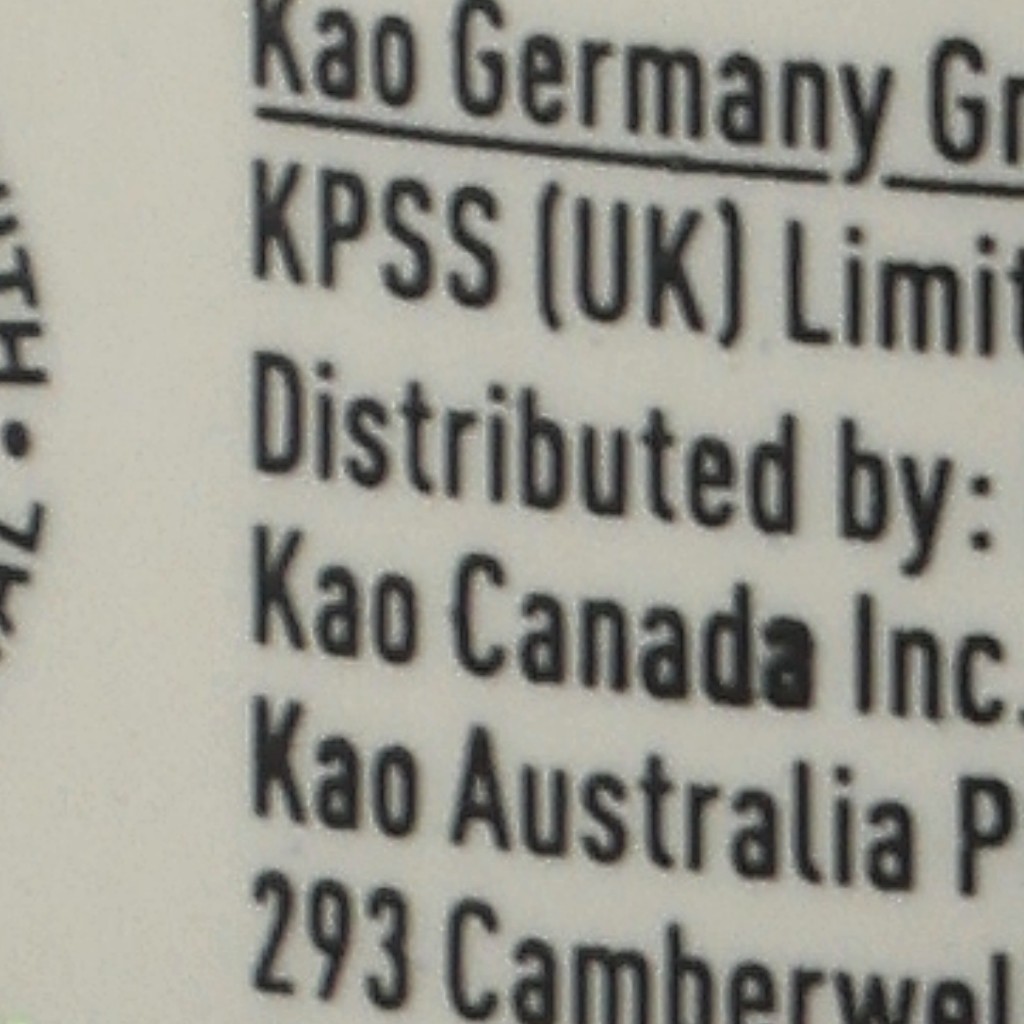 Kao Germany
KPSS (UK)
Distributed by:
Kao Canada Inc.
Kao Australia
293